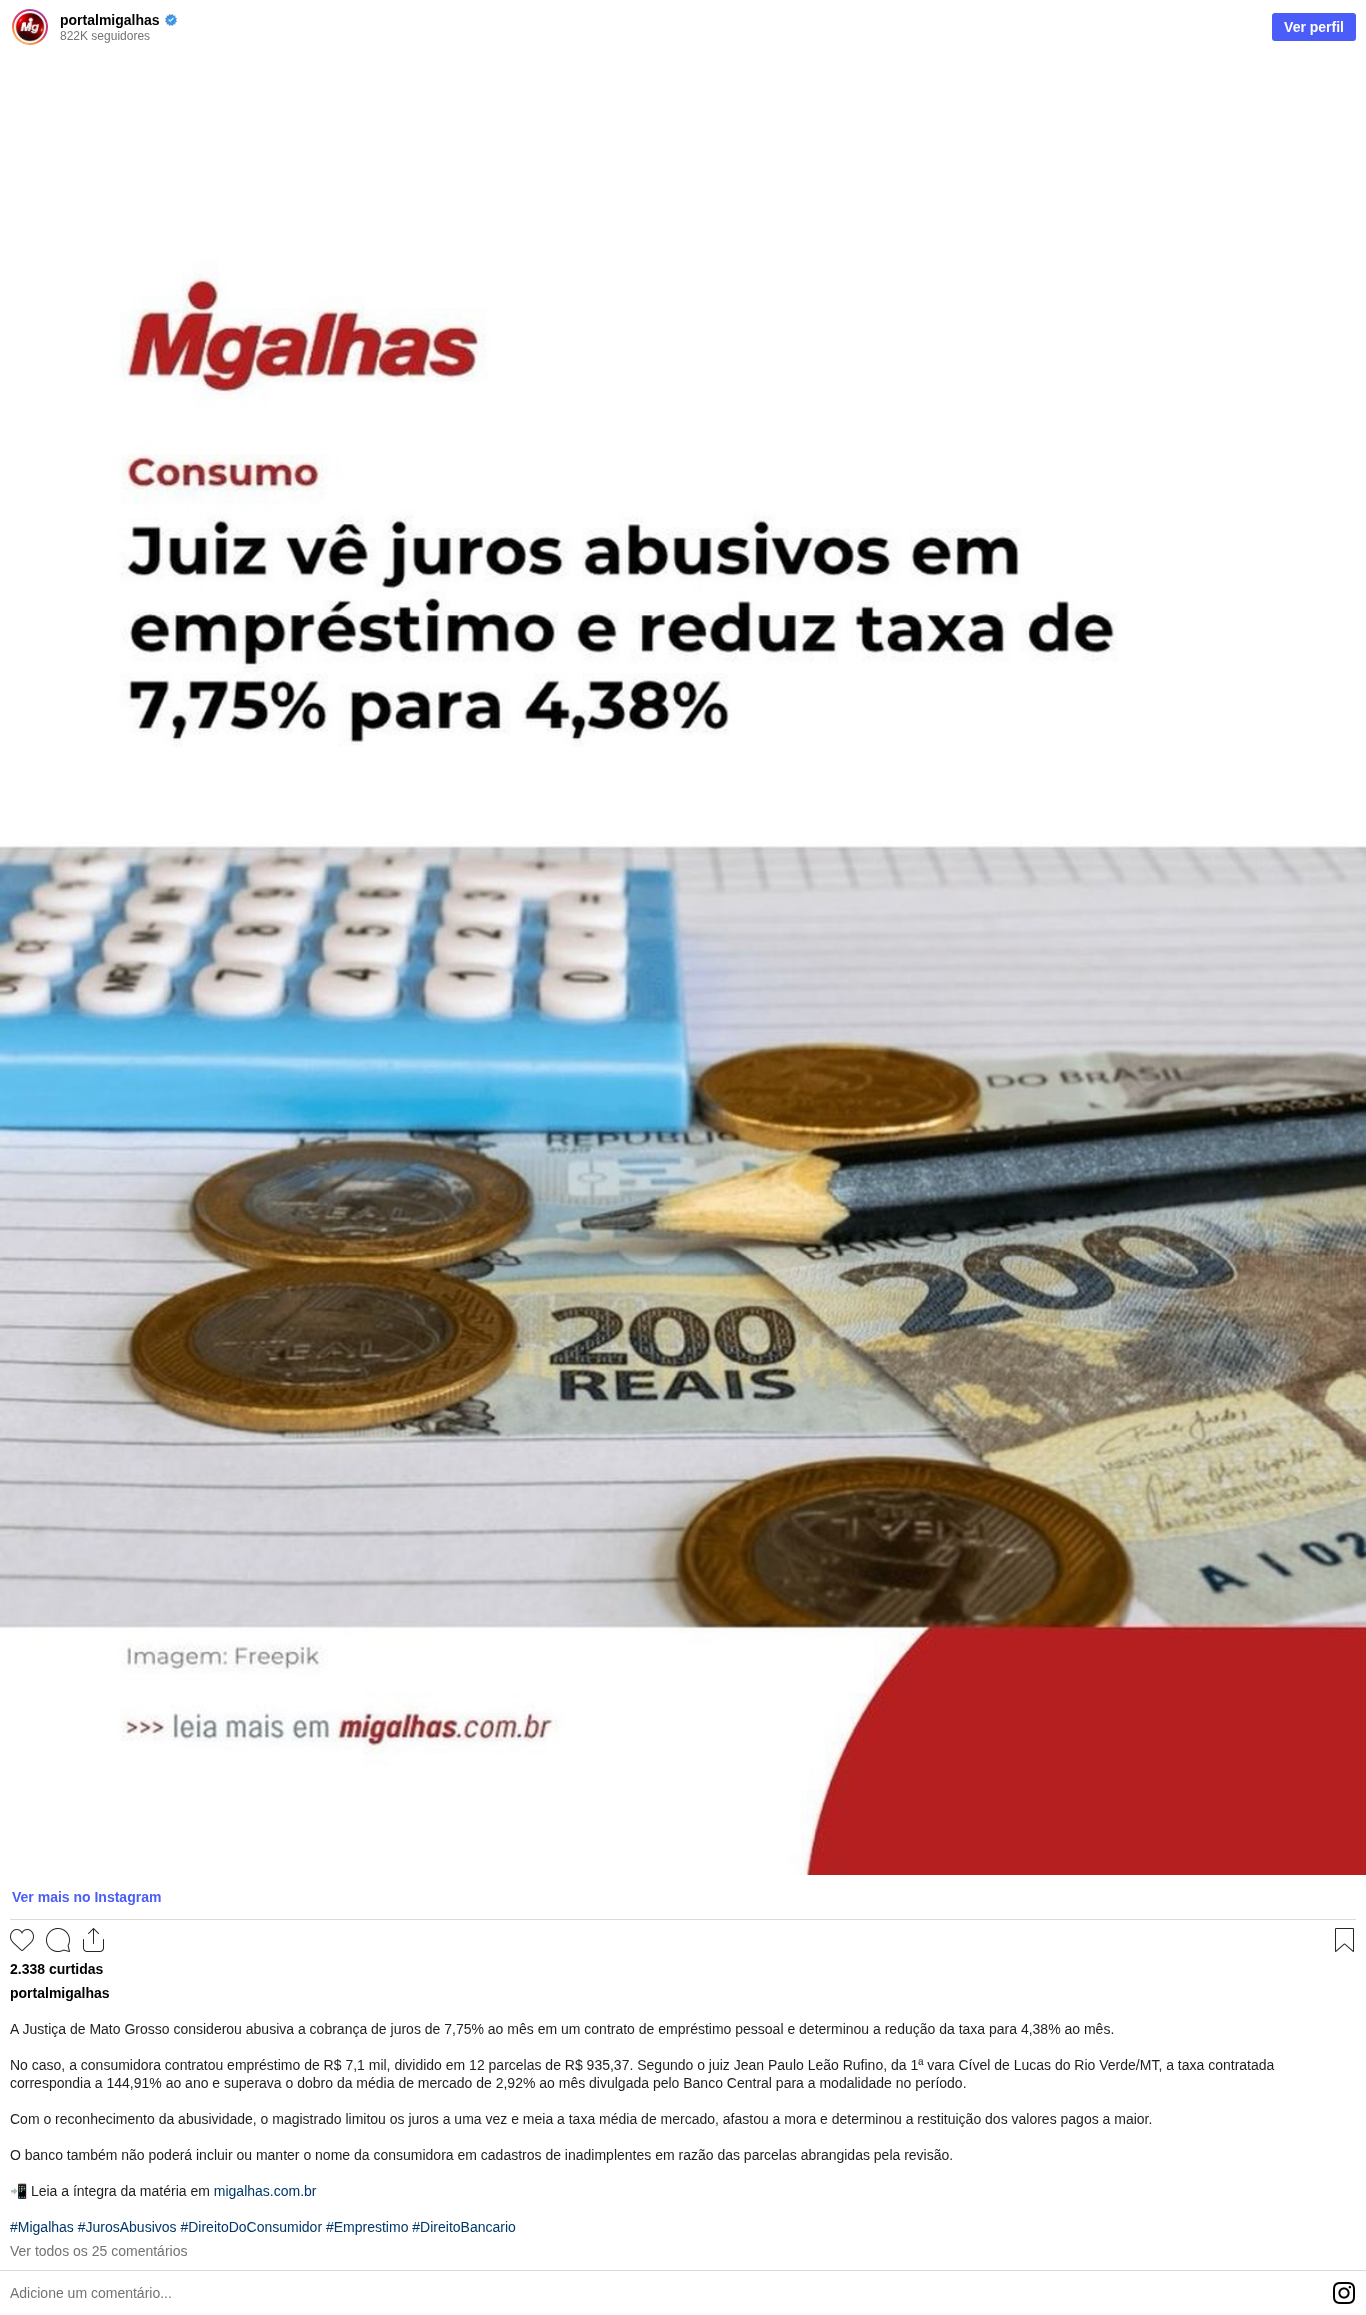 portalmigalhas
822K seguidores
Ver perfil
Migalhas
Consumo
Juiz vê juros abusivos em
empréstimo e reduz taxa de
7,75% para 4,38%
DO BRASIL
BANCO CENTRAL
200
200
REAIS
REAL
REAL
Imagem: Freepik
>>> leia mais em migalhas.com.br
Ver mais no Instagram
2.338 curtidas
portalmigalhas
A Justiça de Mato Grosso considerou abusiva a cobrança de juros de 7,75% ao mês em um contrato de empréstimo pessoal e determinou a redução da taxa para 4,38% ao mês.
No caso, a consumidora contratou empréstimo de R$ 7,1 mil, dividido em 12 parcelas de R$ 935,37. Segundo o juiz Jean Paulo Leão Rufino, da 1ª vara Cível de Lucas do Rio Verde/MT, a taxa contratada
correspondia a 144,91% ao ano e superava o dobro da média de mercado de 2,92% ao mês divulgada pelo Banco Central para a modalidade no período.
Com o reconhecimento da abusividade, o magistrado limitou os juros a uma vez e meia a taxa média de mercado, afastou a mora e determinou a restituição dos valores pagos a maior.
O banco também não poderá incluir ou manter o nome da consumidora em cadastros de inadimplentes em razão das parcelas abrangidas pela revisão.
📲 Leia a íntegra da matéria em migalhas.com.br
#Migalhas #JurosAbusivos #DireitoDoConsumidor #Emprestimo #DireitoBancario
Ver todos os 25 comentários
Adicione um comentário...